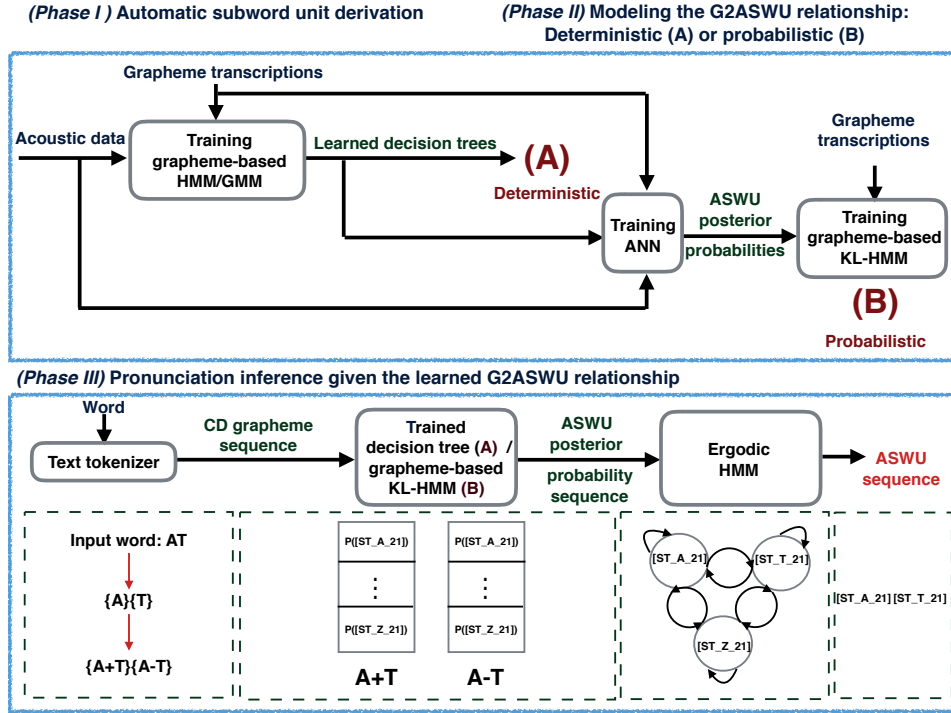 (Phase I ) Automatic subword unit derivation
(Phase II) Modeling the G2ASWU relationship:
Deterministic (A) or probabilistic (B)
Grapheme transcriptions
Acoustic data
Training
grapheme-based
HMM/GMM
Learned decision trees
(A)
Deterministic
Training
ANN
ASWU
posterior
probabilities
Grapheme
transcriptions
Training
grapheme-based
KL-HMM
(B)
Probabilistic
(Phase III) Pronunciation inference given the learned G2ASWU relationship
Word
Text tokenizer
CD grapheme
sequence
Trained
decision tree (A) /
grapheme-based
KL-HMM (B)
ASWU
posterior
probability
sequence
Ergodic
HMM
ASWU
sequence
Input word: AT
{A}{T}
{A+T}{A-T}
P([ST_A_21])
⋮
P([ST_Z_21])
A+T
P([ST_A_21])
⋮
P([ST_Z_21])
A-T
[ST_A_21]
[ST_T_21]
[ST_Z_21]
[ST_A_21] [ST_T_21]